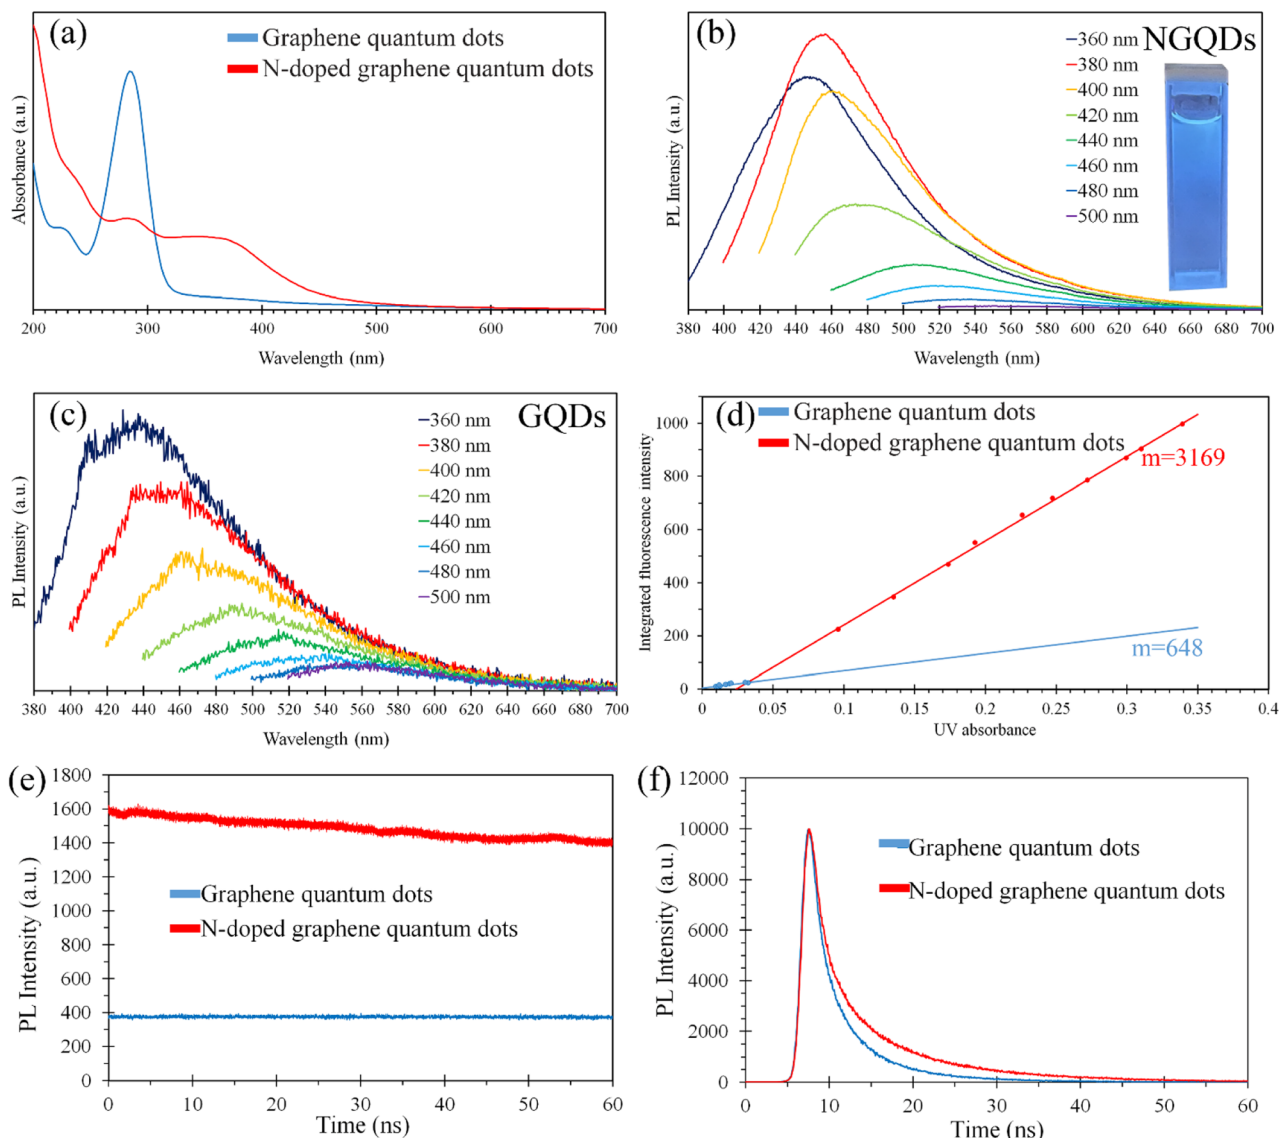 (a)
Graphene quantum dots
N-doped graphene quantum dots
Absorbance (a.u.)
200 300 400 500 600 700
Wavelength (nm)
(b)
360 nm
380 nm
400 nm
420 nm
440 nm
460 nm
480 nm
500 nm
NGQDs
PL Intensity (a.u.)
380 400 420 440 460 480 500 520 540 560 580 600 620 640 660 680 700
Wavelength (nm)
(c)
360 nm
380 nm
400 nm
420 nm
440 nm
460 nm
480 nm
500 nm
GQDs
PL Intensity (a.u.)
380 400 420 440 460 480 500 520 540 560 580 600 620 640 660 680 700
Wavelength (nm)
(d)
Graphene quantum dots
N-doped graphene quantum dots
m=3169
m=648
Integrated fluorescence intensity
1000
800
600
400
200
0
0 0.05 0.1 0.15 0.2 0.25 0.3 0.35 0.4
UV absorbance
(e)
1800
1600
1400
1200
1000
800
600
400
200
0
PL Intensity (a.u.)
Graphene quantum dots
N-doped graphene quantum dots
0 10 20 30 40 50 60
Time (ns)
(f)
12000
10000
8000
6000
4000
2000
0
PL Intensity (a.u.)
Graphene quantum dots
N-doped graphene quantum dots
0 10 20 30 40 50 60
Time (ns)